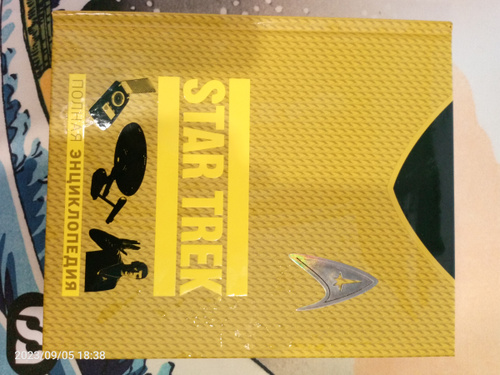 STAR TREK
ПОЛНАЯ ЭНЦИКЛОПЕДИЯ
2023/09/05 18:38